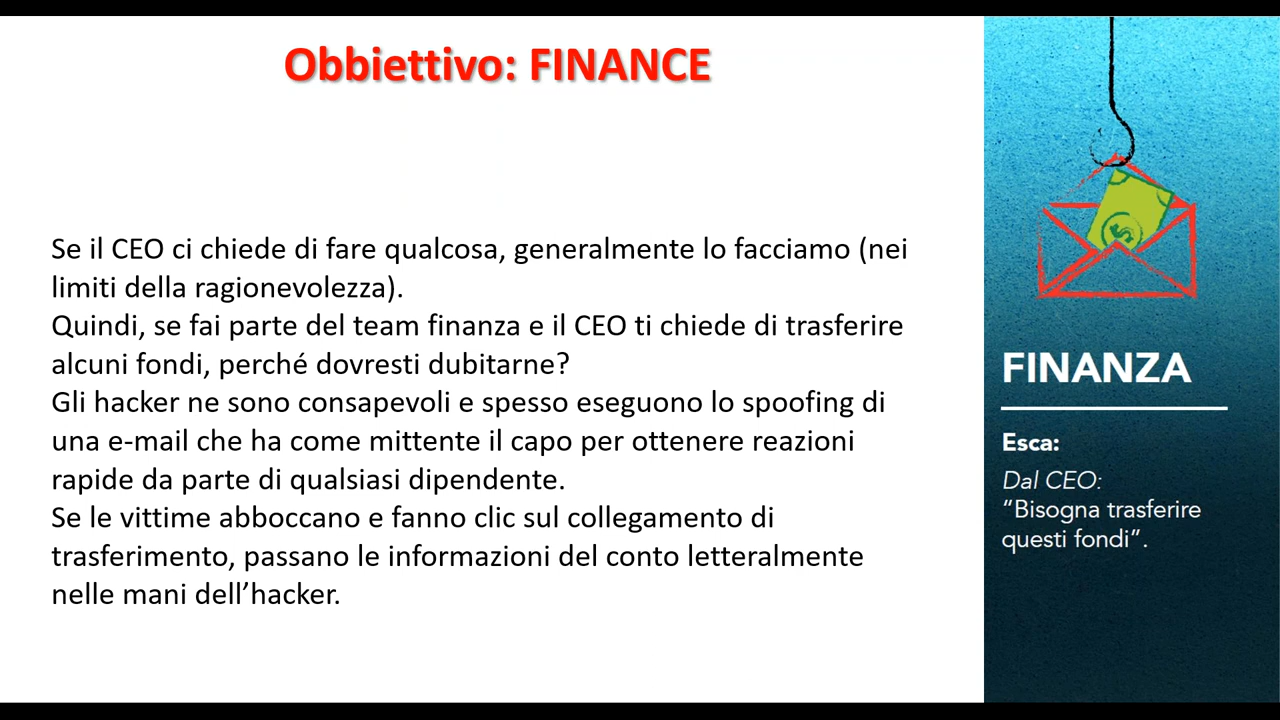 Obbiettivo: FINANCE
Se il CEO ci chiede di fare qualcosa, generalmente lo facciamo (nei
limiti della ragionevolezza).
Quindi, se fai parte del team finanza e il CEO ti chiede di trasferire
alcuni fondi, perché dovresti dubitarne?
Gli hacker ne sono consapevoli e spesso eseguono lo spoofing di
una e-mail che ha come mittente il capo per ottenere reazioni
rapide da parte di qualsiasi dipendente.
Se le vittime abboccano e fanno clic sul collegamento di
trasferimento, passano le informazioni del conto letteralmente
nelle mani dell’hacker.
$
FINANZA
Esca:
Dal CEO:
“Bisogna trasferire
questi fondi”.